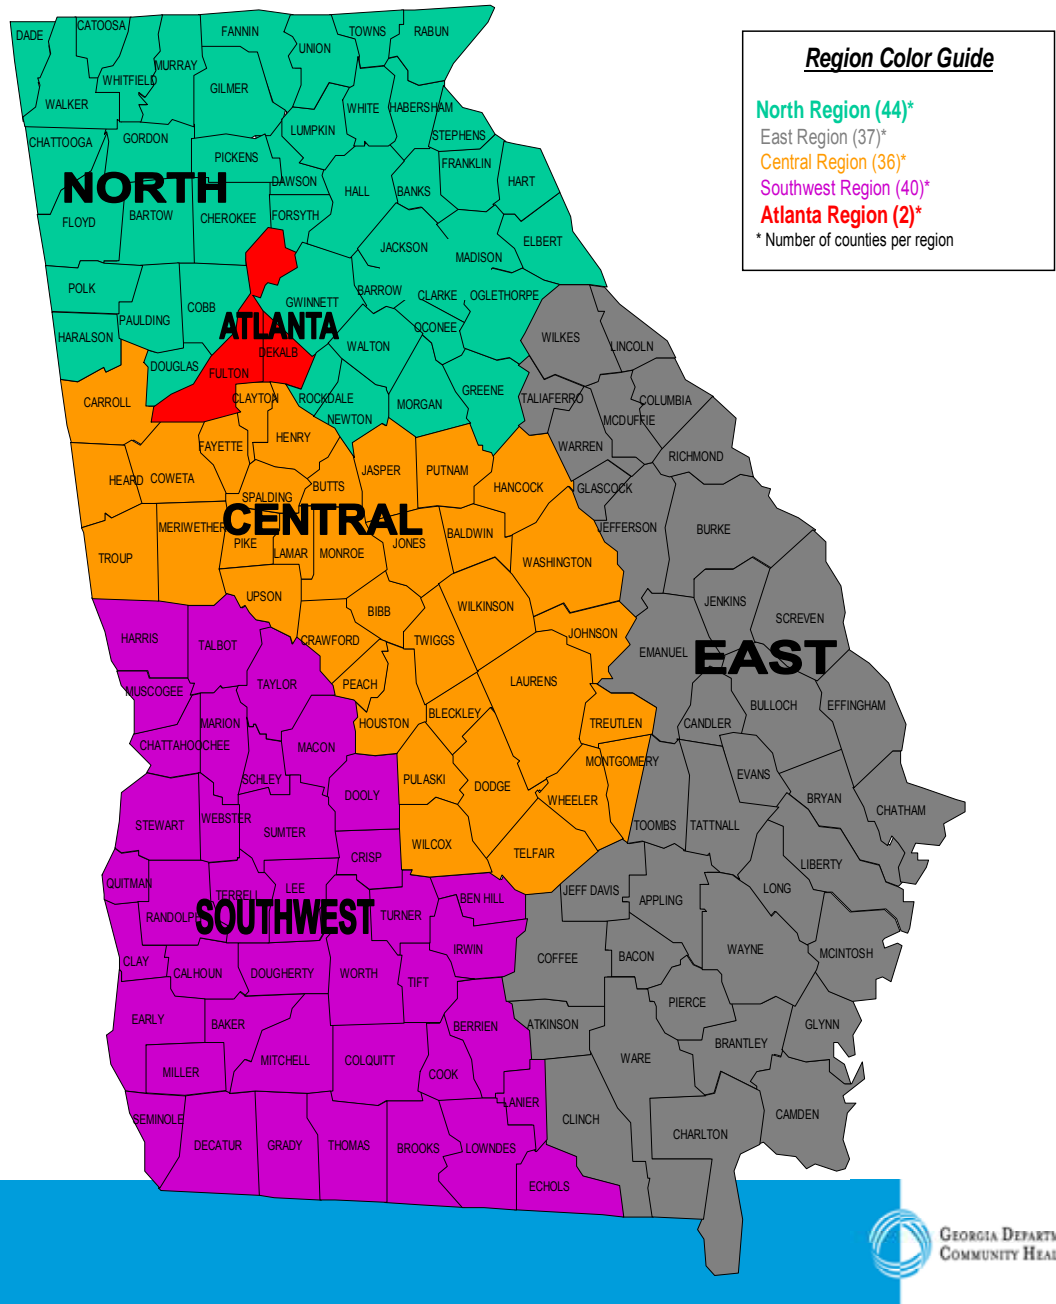 DADE
CATOOSA
FANNIN
UNION
TOWNS
RABUN
WHITFIELD
MURRAY
GILMER
WALKER
WHITE
HABERSHAM
LUMPKIN
STEPHENS
CHATTOOGA
GORDON
PICKENS
FRANKLIN
HART
DAWSON
HALL
BANKS
NORTH
FLOYD
BARTOW
CHEROKEE
FORSYTH
JACKSON
MADISON
ELBERT
POLK
COBB
GWINNETT
BARROW
CLARKE
OGLETHORPE
PAULDING
HARALSON
ATLANTA
OCONEE
WALTON
DEKALB
DOUGLAS
FULTON
WILKES
LINCOLN
CARROLL
CLAYTON
ROCKDALE
NEWTON
MORGAN
GREENE
TALIAFERRO
COLUMBIA
MCDUFFIE
FAYETTE
HENRY
WARREN
RICHMOND
HEARD
COWETA
SPALDING
BUTTS
JASPER
PUTNAM
HANCOCK
GLASCOCK
CENTRAL
MERIWETHER
PIKE
LAMAR
MONROE
JONES
BALDWIN
JEFFERSON
BURKE
TROUP
WASHINGTON
UPSON
BIBB
WILKINSON
JENKINS
SCREVEN
HARRIS
TALBOT
CRAWFORD
TWIGGS
JOHNSON
EMANUEL
EAST
MUSCOGEE
TAYLOR
PEACH
LAURENS
BULLOCH
EFFINGHAM
MARION
HOUSTON
BLECKLEY
TREUTLEN
CANDLER
CHATTAHOOCHEE
MACON
MONTGOMERY
SCHLEY
DOOLY
PULASKI
DODGE
WHEELER
EVANS
BRYAN
CHATHAM
STEWART
WEBSTER
SUMTER
TOOMBS
TATTNALL
CRISP
WILCOX
TELFAIR
LIBERTY
QUITMAN
TERRELL
LEE
BEN HILL
JEFF DAVIS
APPLING
LONG
RANDOLPH
SOUTHWEST
TURNER
CLAY
CALHOUN
DOUGHERTY
WORTH
TIFT
IRWIN
COFFEE
BACON
WAYNE
MCINTOSH
EARLY
BAKER
BERRIEN
ATKINSON
PIERCE
GLYNN
MILLER
MITCHELL
COLQUITT
COOK
WARE
BRANTLEY
SEMINOLE
LANIER
CLINCH
CHARLTON
CAMDEN
DECATUR
GRADY
THOMAS
BROOKS
LOWNDES
ECHOLS
Region Color Guide
North Region (44)*
East Region (37)*
Central Region (36)*
Southwest Region (40)*
Atlanta Region (2)*
* Number of counties per region
GEORGIA DEPARTM
COMMUNITY HEAL